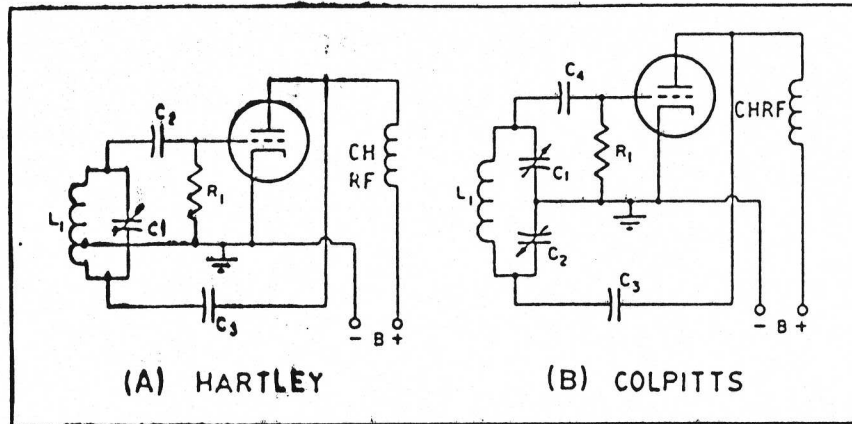 C2
R1
L1
C1
C3
CH
RF
- B +
(A) HARTLEY
C4
CHRF
R1
C1
L1
C2
C3
- B +
(B) COLPITTS